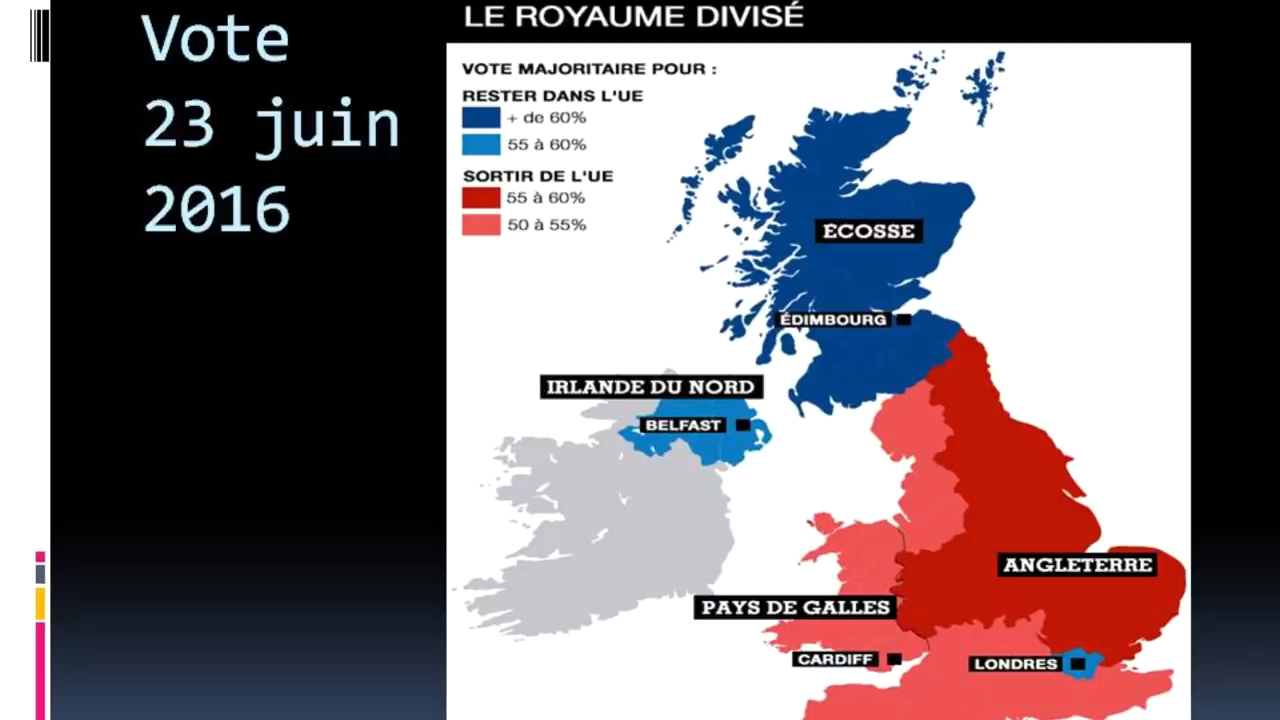 Vote
23 juin
2016
LE ROYAUME DIVISÉ
VOTE MAJORITAIRE POUR :
RESTER DANS L'UE
+ de 60%
55 à 60%
SORTIR DE L'UE
55 à 60%
50 à 55%
ÉCOSSE
ÉDIMBOURG
IRLANDE DU NORD
BELFAST
ANGLETERRE
PAYS DE GALLES
CARDIFF
LONDRES